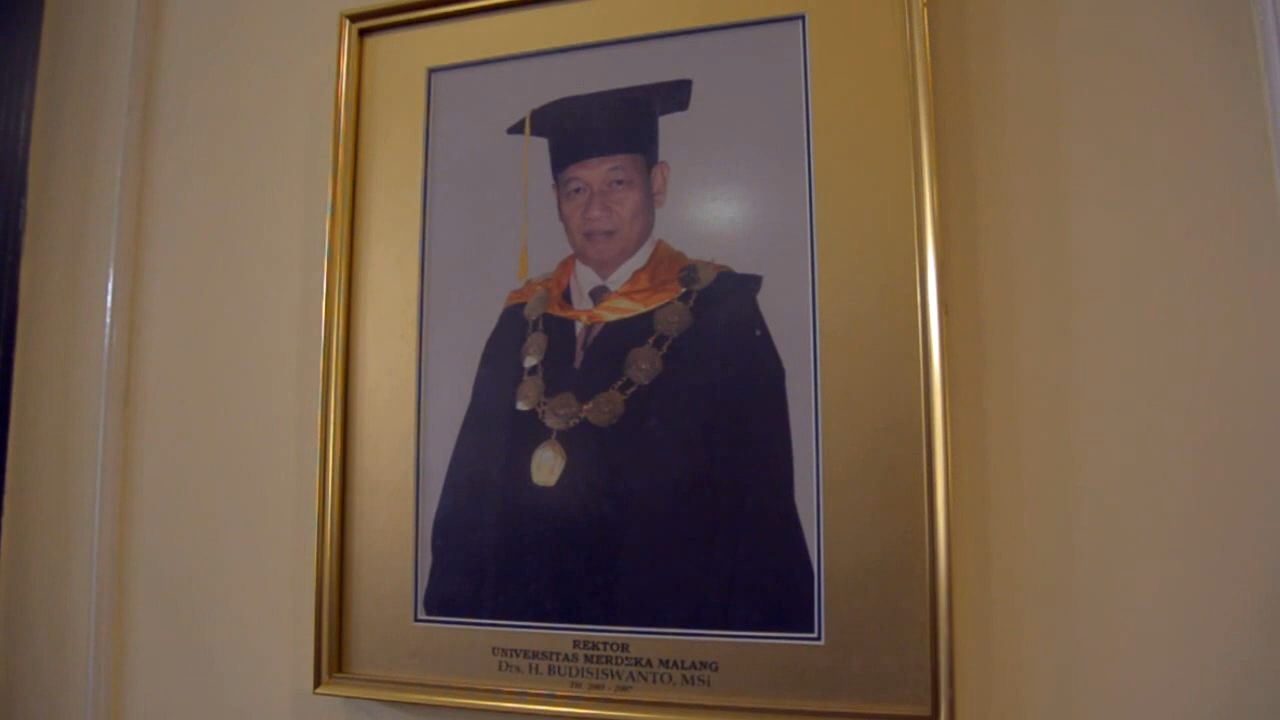 REKTOR
UNIVERSITAS MERDEKA MALANG
Drs. H. BUDISISWANTO, MSi